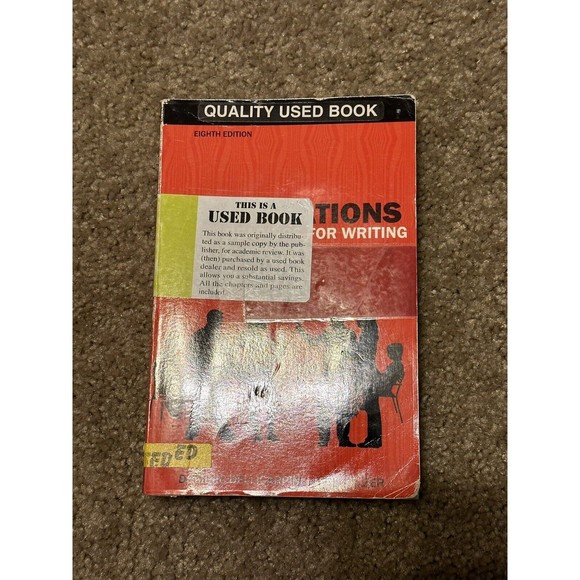 QUALITY USED BOOK
EIGHTH EDITION
THIS IS A
USED BOOK
This book was originally distribu-
ted as a sample copy by the pub-
lisher, for academic review. It was
(then) purchased by a used book
dealer and resold as used. This
allows you a substantial savings.
All the chapters and pages are
included.
TIONS
FOR WRITING
ED